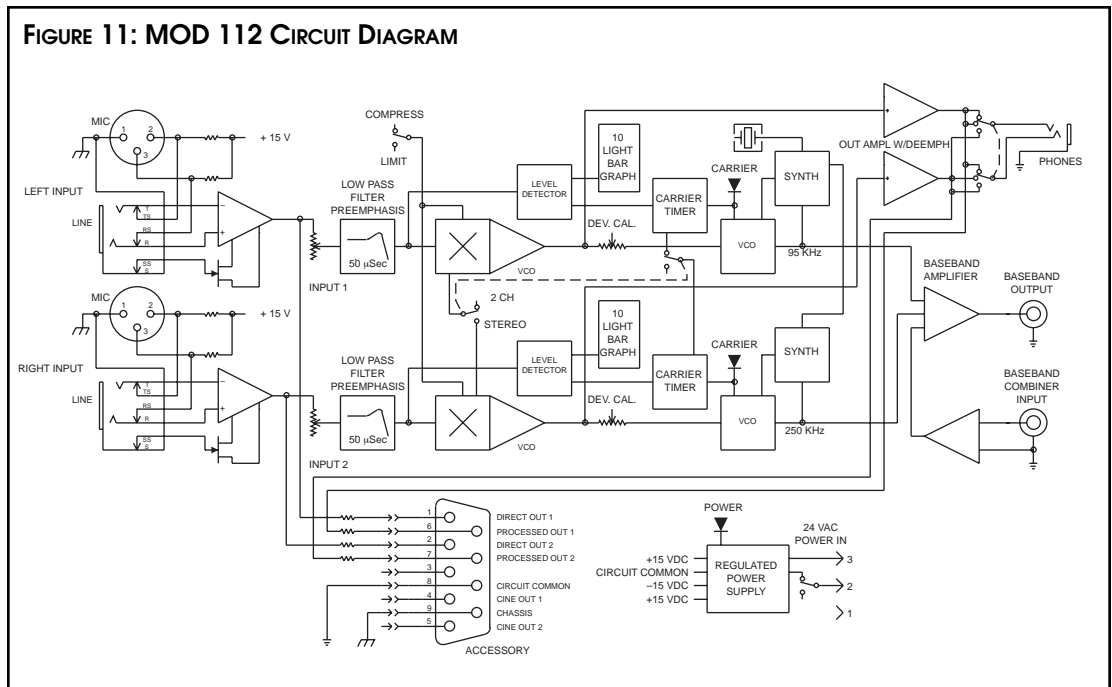 FIGURE 11: MOD 112 CIRCUIT DIAGRAM
MIC
1
2
3
+ 15 V
LEFT INPUT
LINE
T
TS
RS
R
SS
S
−
+
MIC
1
2
3
+ 15 V
RIGHT INPUT
LINE
T
TS
RS
R
SS
S
−
+
COMPRESS
LIMIT
LOW PASS
FILTER
PREEMPHASIS
50 µSec
INPUT 1
VCO
LEVEL
DETECTOR
10
LIGHT
BAR
GRAPH
CARRIER
TIMER
CARRIER
DEV. CAL.
VCO
SYNTH
95 KHz
2 CH
STEREO
LOW PASS
FILTER
PREEMPHASIS
50 µSec
INPUT 2
VCO
LEVEL
DETECTOR
10
LIGHT
BAR
GRAPH
CARRIER
TIMER
CARRIER
DEV. CAL.
VCO
SYNTH
250 KHz
+
OUT AMPL W/DEEMPH
+
PHONES
BASEBAND
AMPLIFIER
BASEBAND
OUTPUT
BASEBAND
COMBINER
INPUT
1 DIRECT OUT 1
6 PROCESSED OUT 1
2 DIRECT OUT 2
7 PROCESSED OUT 2
3
8 CIRCUIT COMMON
4 CINE OUT 1
9 CHASSIS
5 CINE OUT 2
ACCESSORY
POWER
24 VAC
POWER IN
+15 VDC
CIRCUIT COMMON
–15 VDC
+15 VDC
REGULATED
POWER
SUPPLY
3
2
1